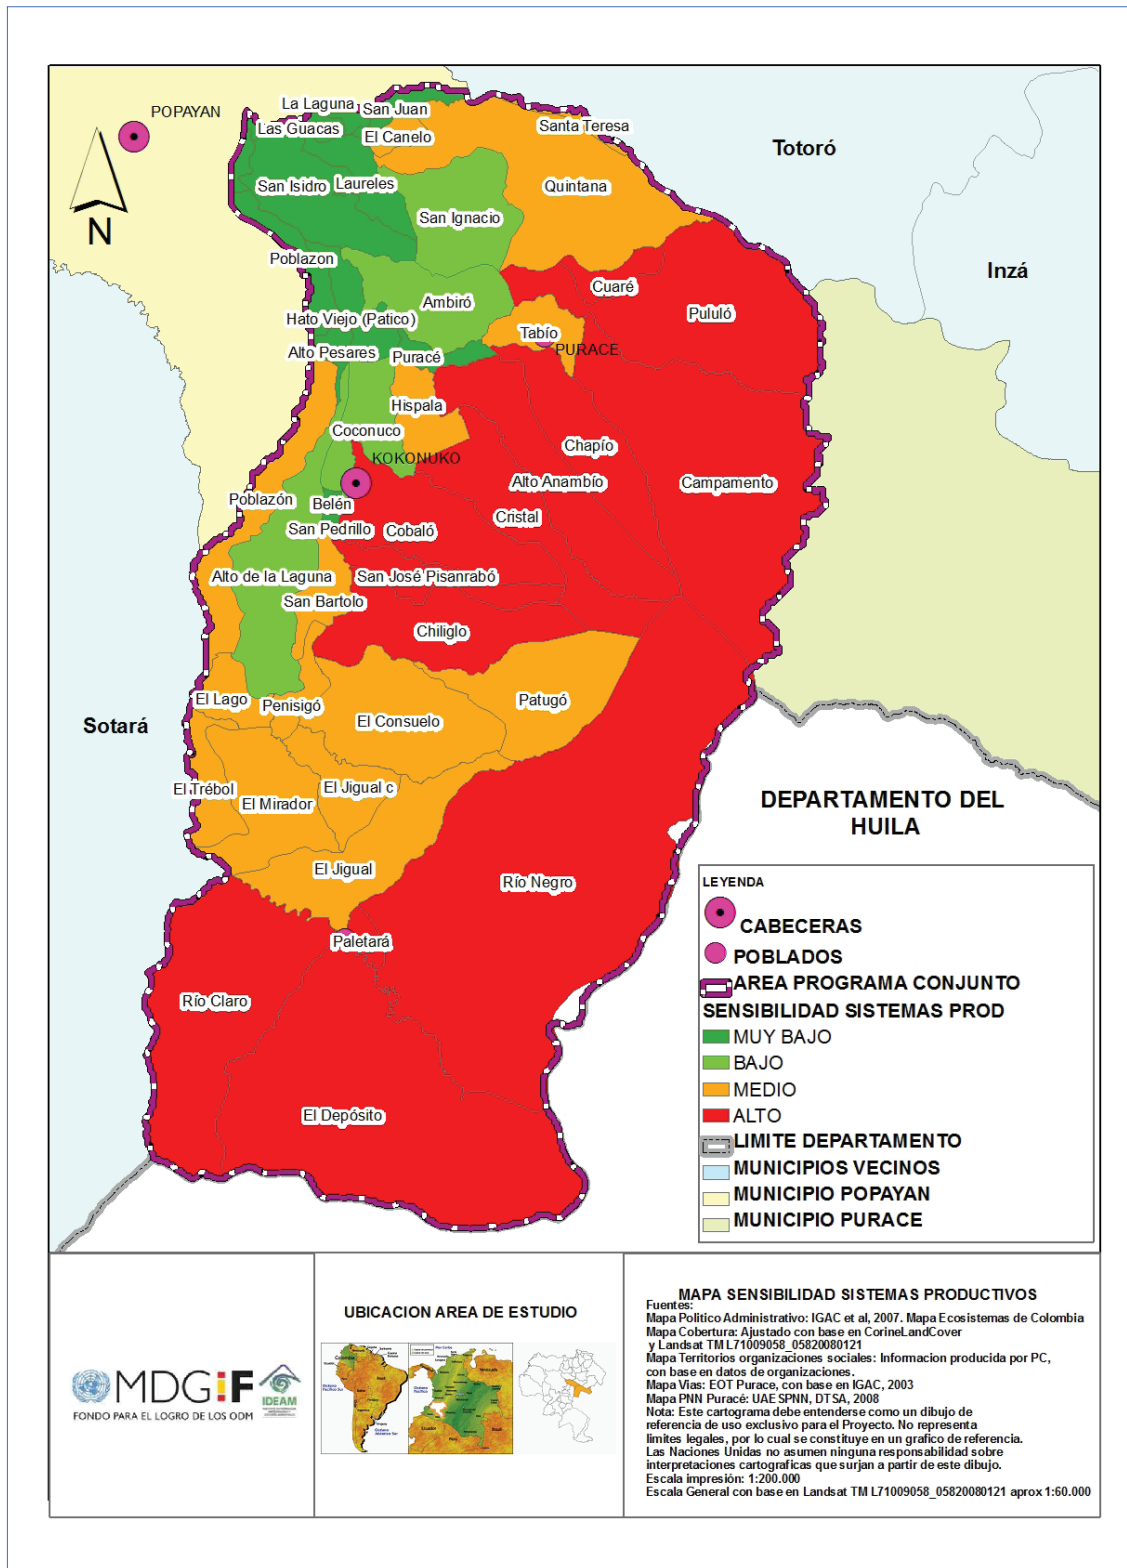 POPAYAN
La Laguna
San Juan
Las Guacas
El Canelo
Santa Teresa
Totoró
San Isidro
Laureles
Quintana
San Ignacio
N
Poblazon
Inzá
Cuaré
Ambiró
Pululó
Hato Viejo (Patico)
Tabío
PURACE
Alto Pesares
Puracé
Hispala
Coconuco
Chapío
KOKONUKO
Alto Anambío
Campamento
Poblazón
Belén
Cristal
San Pedrillo
Cobaló
Alto de la Laguna
San José Pisanrabó
San Bartolo
Chiliglo
El Lago
Penisigó
Patugó
El Consuelo
Sotará
El Trébol
El Jigual c
El Mirador
DEPARTAMENTO DEL
HUILA
El Jigual
Río Negro
Paletará
Río Claro
El Depósito
LEYENDA
CABECERAS
POBLADOS
AREA PROGRAMA CONJUNTO
SENSIBILIDAD SISTEMAS PROD
MUY BAJO
BAJO
MEDIO
ALTO
LIMITE DEPARTAMENTO
MUNICIPIOS VECINOS
MUNICIPIO POPAYAN
MUNICIPIO PURACE
MDGiF
IDEAM
FONDO PARA EL LOGRO DE LOS ODM
UBICACION AREA DE ESTUDIO
MAPA SENSIBILIDAD SISTEMAS PRODUCTIVOS
Fuentes:
Mapa Politico Administrativo: IGAC et al, 2007. Mapa Ecosistemas de Colombia
Mapa Cobertura: Ajustado con base en CorineLandCover
y Landsat TM L71009058_05820080121
Mapa Territorios organizaciones sociales: Informacion producida por PC,
con base en datos de organizaciones.
Mapa Vias: EOT Purace, con base en IGAC, 2003
Mapa PNN Puracé: UAE SPNN, DTSA, 2008
Nota: Este cartograma debe entenderse como un dibujo de
referencia de uso exclusivo para el Proyecto. No representa
limites legales, por lo cual se constituye en un grafico de referencia.
Las Naciones Unidas no asumen ninguna responsabilidad sobre
interpretaciones cartograficas que surjan a partir de este dibujo.
Escala impresión: 1:200.000
Escala General con base en Landsat TM L71009058_05820080121 aprox 1:60.000